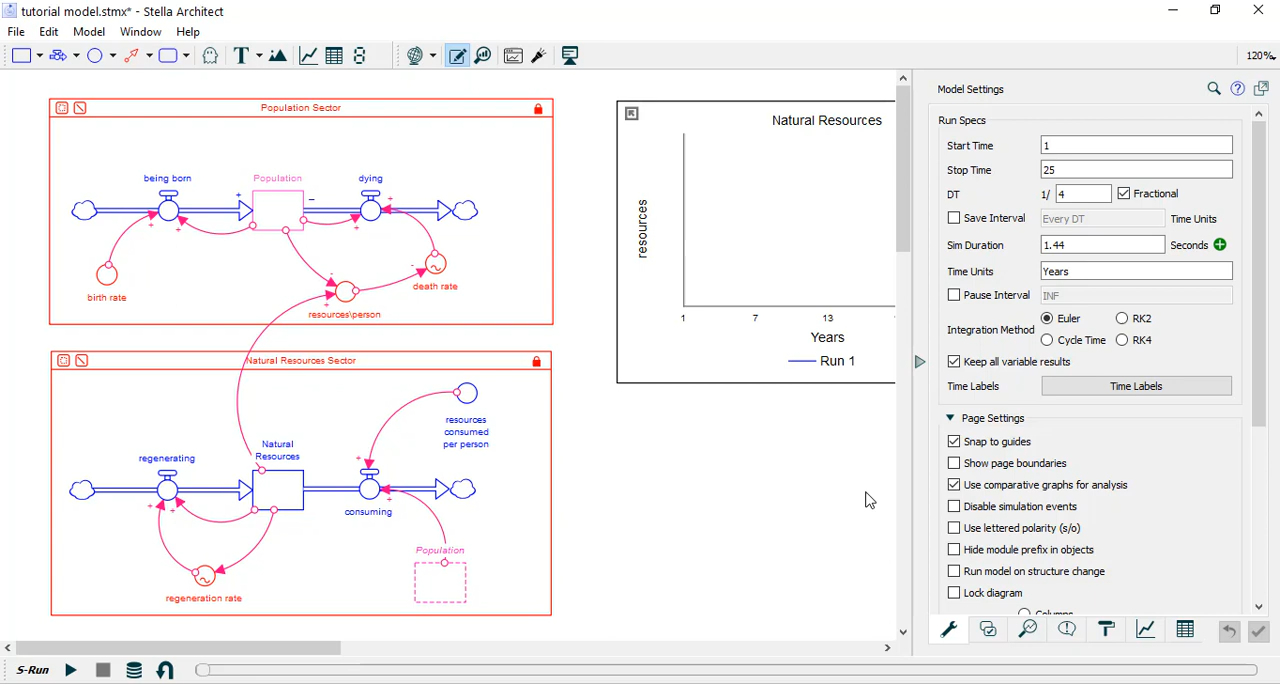 tutorial model.stmx* - Stella Architect
File Edit Model Window Help
T
120%
Population Sector
being born
Population
dying
+
−
+
+
+
+
birth rate
-
-
death rate
+
resources\person
Natural Resources Sector
resources
consumed
per person
Natural
Resources
regenerating
+
consuming
+
+
+
Population
regeneration rate
Natural Resources
resources
1 7 13
Years
Run 1
Model Settings
Run Specs
Start Time 1
Stop Time 25
DT 1/ 4 Fractional
Save Interval Every DT Time Units
Sim Duration 1.44 Seconds
Time Units Years
Pause Interval INF
Integration Method Euler RK2
Cycle Time RK4
Keep all variable results
Time Labels Time Labels
Page Settings
Snap to guides
Show page boundaries
Use comparative graphs for analysis
Disable simulation events
Use lettered polarity (s/o)
Hide module prefix in objects
Run model on structure change
Lock diagram
Columns
S-Run